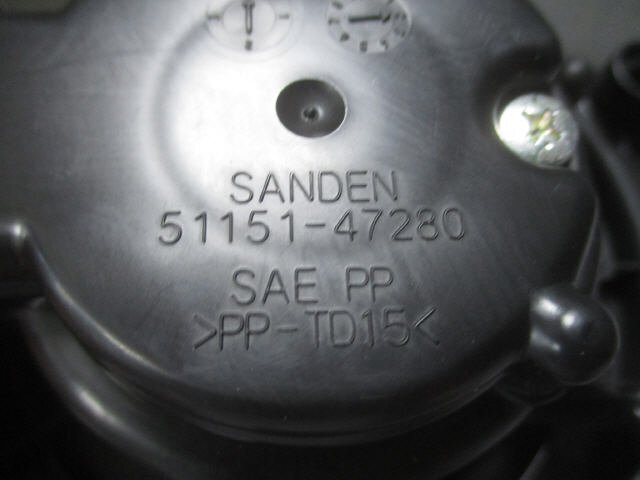 SANDEN
51151-47280
SAE PP
>PP-TD15<